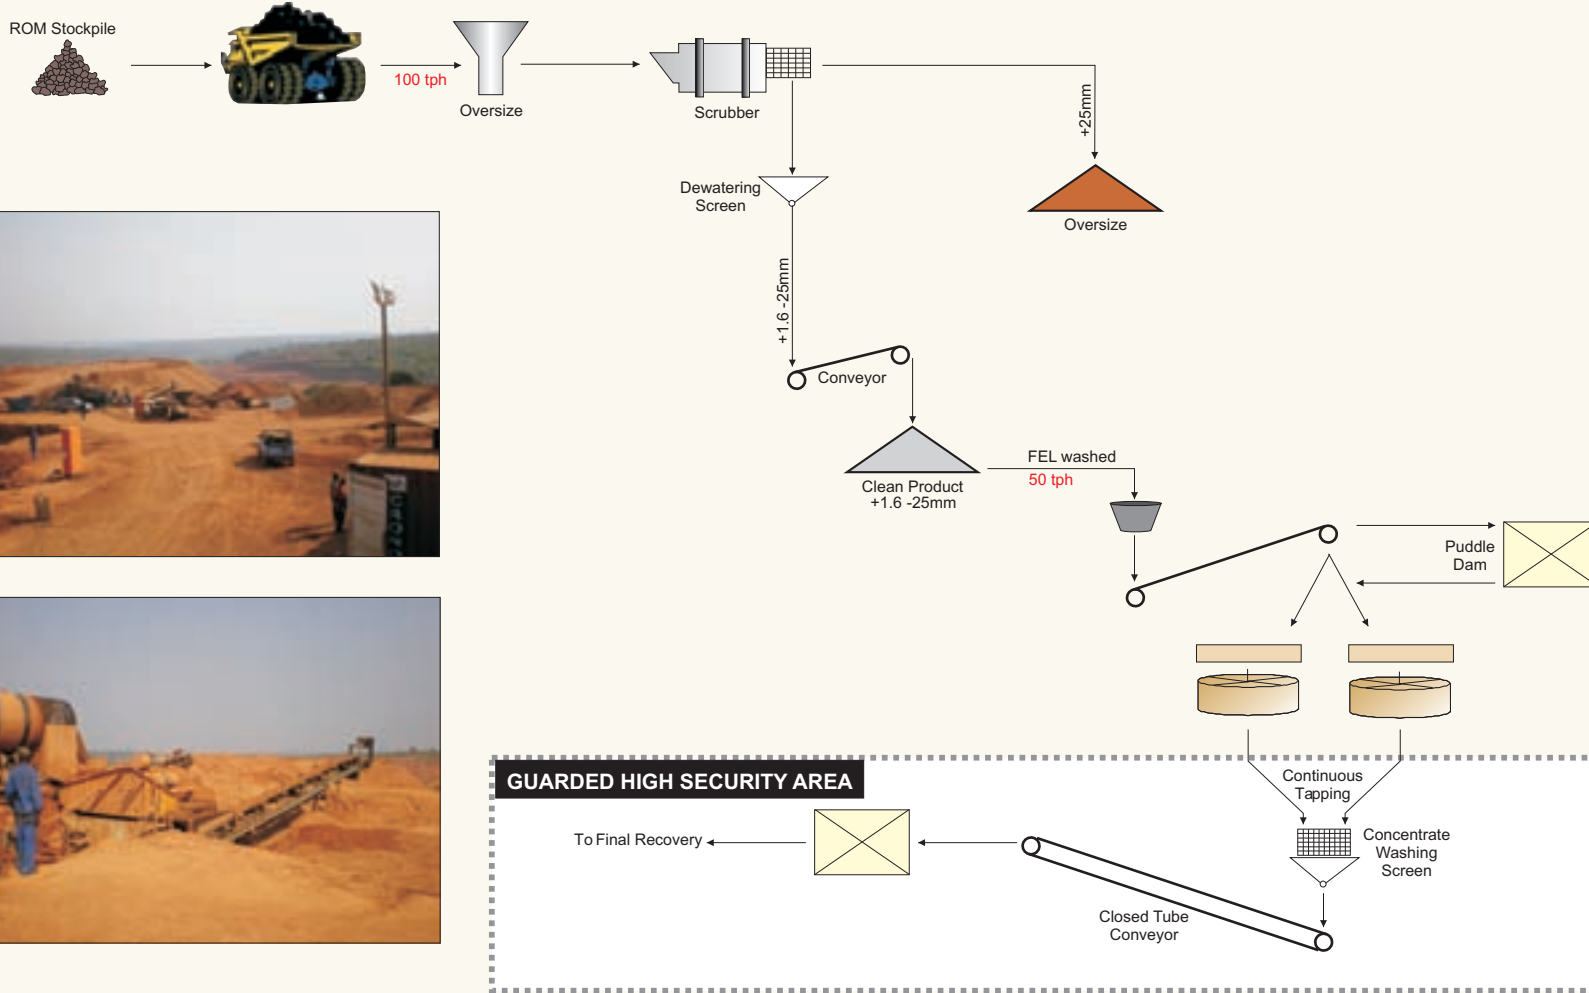 ROM Stockpile
100 tph
Oversize
Scrubber
+25mm
Oversize
Dewatering
Screen
+1.6 -25mm
Conveyor
Clean Product
+1.6 -25mm
FEL washed
50 tph
Puddle
Dam
GUARDED HIGH SECURITY AREA
Continuous
Tapping
Concentrate
Washing
Screen
Closed Tube
Conveyor
To Final Recovery